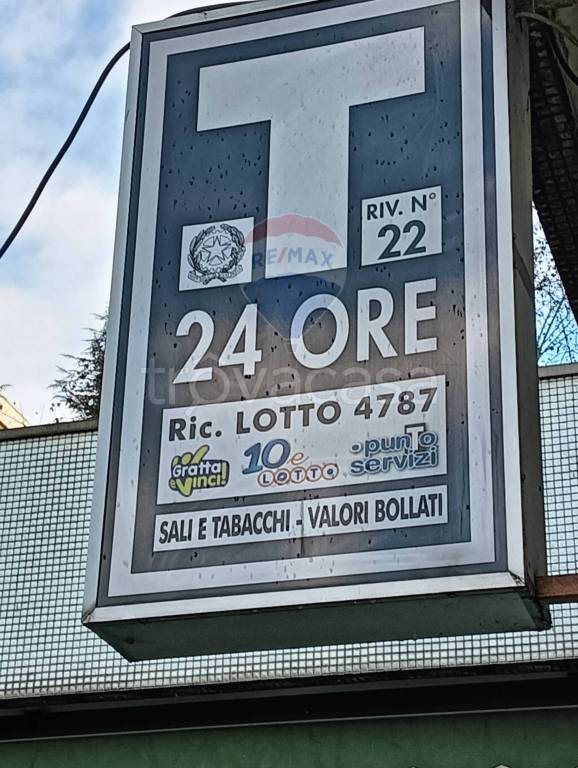 T
RIV. N°
22
RE/MAX
24 ORE
trovacasa
Ric. LOTTO 4787
Gratta e Vinci!
10 e LOTTO
punTo
servizi
SALI E TABACCHI - VALORI BOLLATI